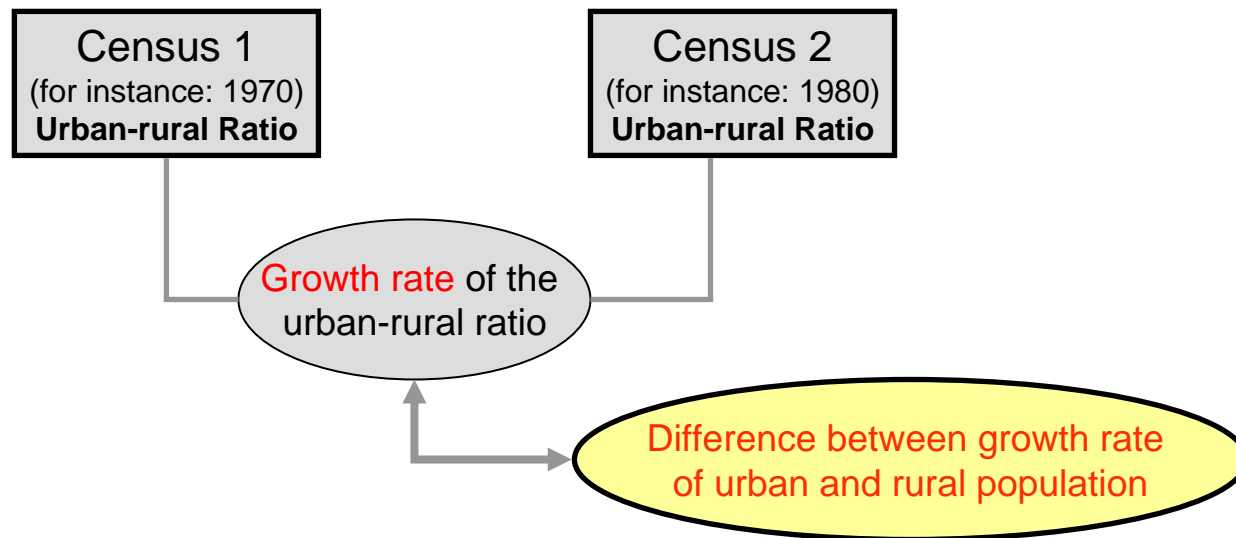 Census 1
(for instance: 1970)
Urban-rural Ratio
Census 2
(for instance: 1980)
Urban-rural Ratio
Growth rate of the
urban-rural ratio
Difference between growth rate
of urban and rural population